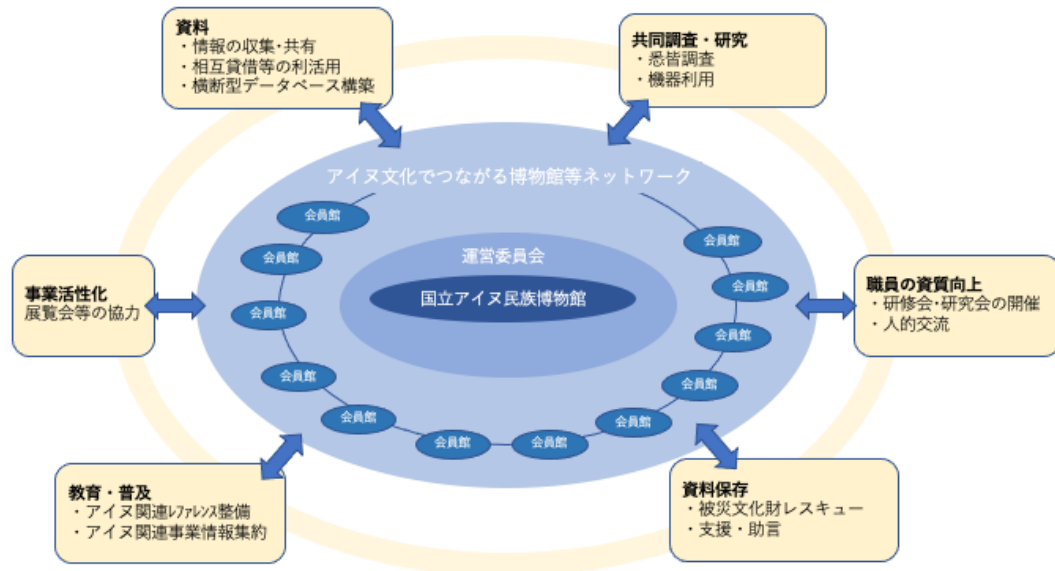 資料
・情報の収集・共有
・相互貸借等の利活用
・横断型データベース構築
共同調査・研究
・悉皆調査
・機器利用
アイヌ文化でつながる博物館等ネットワーク
会員館
会員館
会員館
会員館
会員館
会員館
会員館
会員館
会員館
会員館
会員館
会員館
運営委員会
国立アイヌ民族博物館
事業活性化
展覧会等の協力
職員の資質向上
・研修会・研究会の開催
・人的交流
教育・普及
・アイヌ関連ﾚﾌｧﾚﾝｽ整備
・アイヌ関連事業情報集約
資料保存
・被災文化財レスキュー
・支援・助言